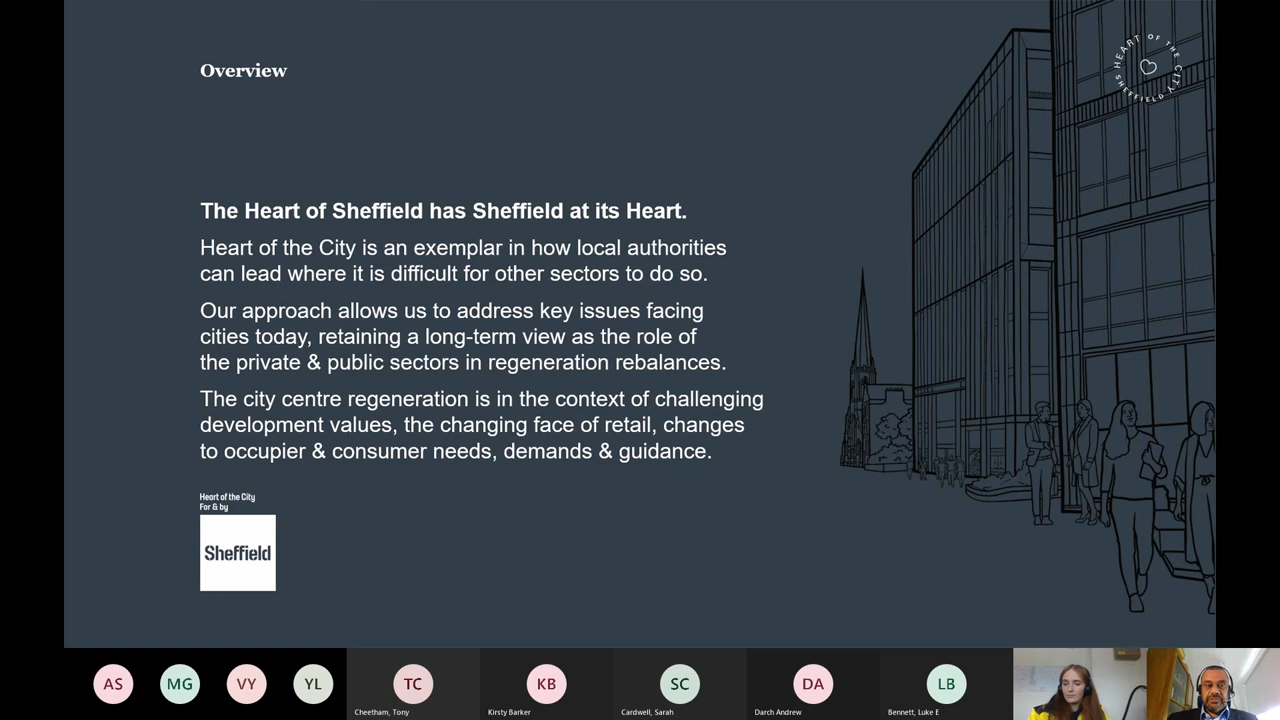 Overview
HEART OF THE CITY
SHEFFIELD
The Heart of Sheffield has Sheffield at its Heart.
Heart of the City is an exemplar in how local authorities
can lead where it is difficult for other sectors to do so.
Our approach allows us to address key issues facing
cities today, retaining a long-term view as the role of
the private & public sectors in regeneration rebalances.
The city centre regeneration is in the context of challenging
development values, the changing face of retail, changes
to occupier & consumer needs, demands & guidance.
Heart of the City
For & by
Sheffield
AS
MG
VY
YL
TC
KB
SC
DA
LB
Cheetham, Tony
Kirsty Barker
Cardwell, Sarah
Darch Andrew
Bennett, Luke E